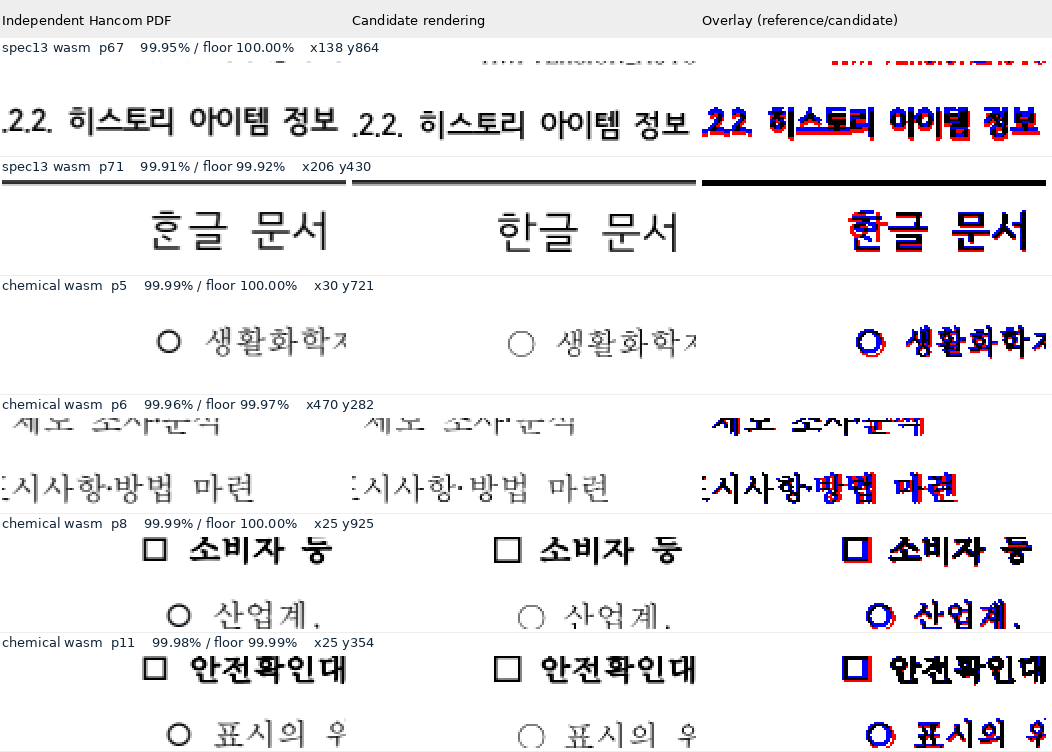 Independent Hancom PDF Candidate rendering Overlay (reference/candidate)
spec13 wasm p67 99.95% / floor 100.00% x138 y864
.2.2. 히스토리 아이템 정보 .2.2. 히스토리 아이템 정보 .2.2. 히스토리 아이템 정보
spec13 wasm p71 99.91% / floor 99.92% x206 y430
ᄒᆞᆫ글 문서 한글 문서 한글 문서
chemical wasm p5 99.99% / floor 100.00% x30 y721
○ 생활화학 ○ 생활화학 ○ 생활화학
chemical wasm p6 99.96% / floor 99.97% x470 y282
시사항·방법 마련 시사항·방법 마련 시사항·방법 마련
chemical wasm p8 99.99% / floor 100.00% x25 y925
□ 소비자 등 □ 소비자 등 □ 소비자 등
○ 산업계. ○ 산업계. ○ 산업계.
chemical wasm p11 99.98% / floor 99.99% x25 y354
□ 안전확인대 □ 안전확인대 □ 안전확인대
○ 표시의 ○ 표시의 ○ 표시의